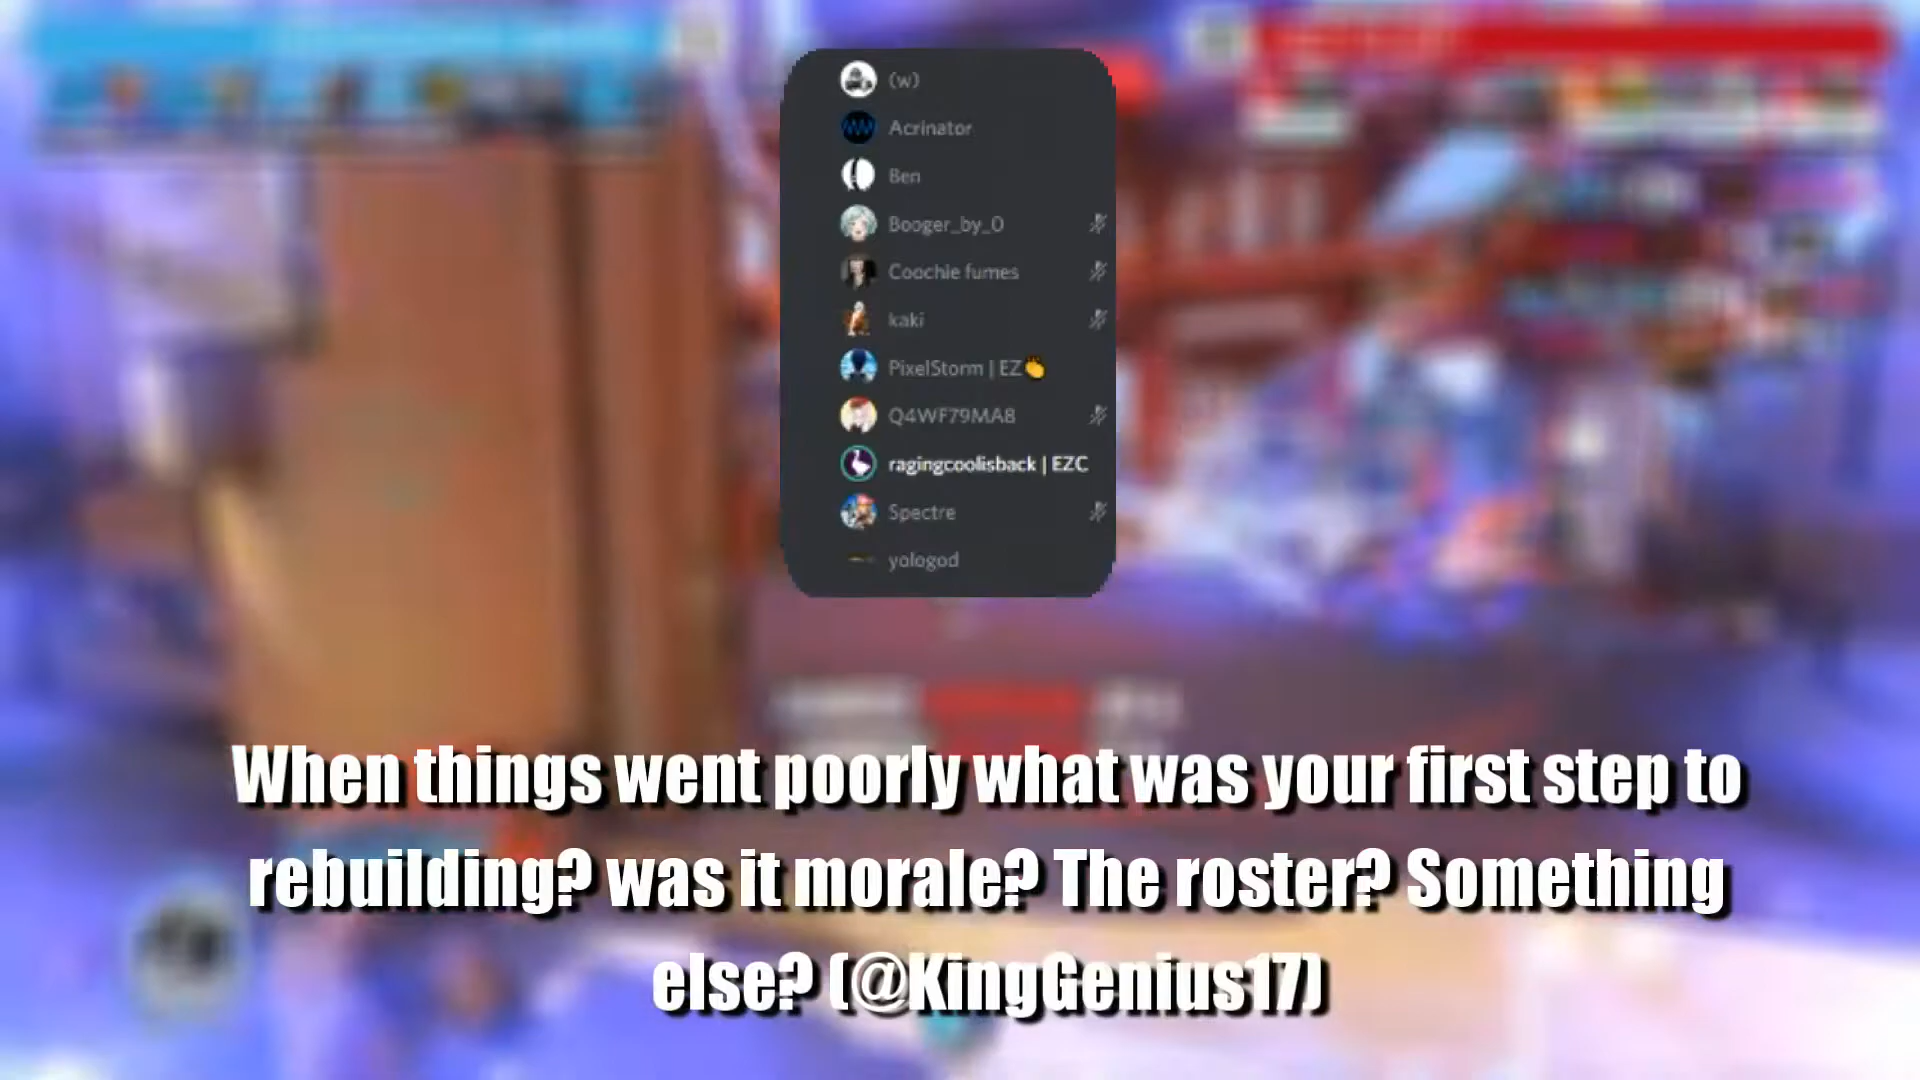 (w)
Acrinator
Ben
Booger_by_O
Coochie fumes
kaki
PixelStorm | EZ👏
Q4WF79MA8
ragingcoolisback | EZC
Spectre
yologod
When things went poorly what was your first step to
rebuilding? was it morale? The roster? Something
else? (@KingGenius17)